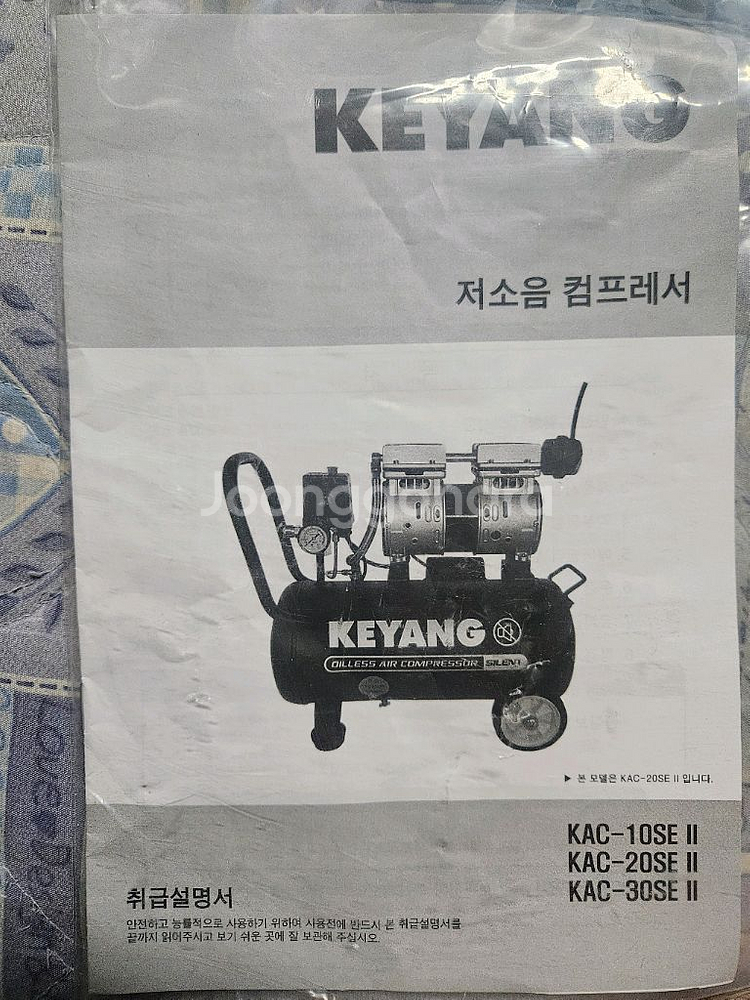 KEYANG
저소음 컴프레서
Joonggonara
KEYANG
OILLESS AIR COMPRESSOR SILENT
▶ 본 모델은 KAC-20SE II 입니다.
KAC-10SE II
KAC-20SE II
KAC-30SE II
취급설명서
안전하고 능률적으로 사용하기 위하여 사용전에 반드시 본 취급설명서를
끝까지 읽어주시고 보기 쉬운 곳에 잘 보관해 주십시오.
LOVE